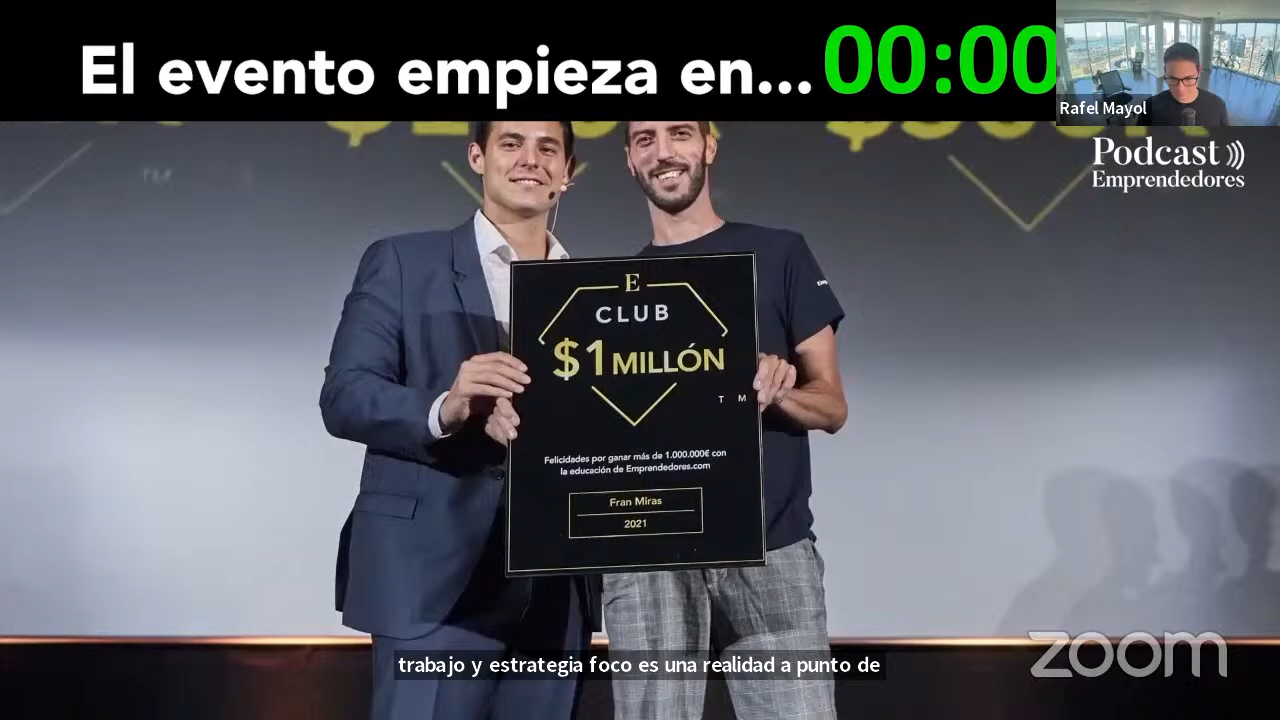 El evento empieza en... 00:00
Rafel Mayol
Podcast
Emprendedores
E
CLUB
$1 MILLÓN
T M
Felicidades por ganar más de 1.000.000€ con
la educación de Emprendedores.com
Fran Miras
2021
zoom
trabajo y estrategia foco es una realidad a punto de